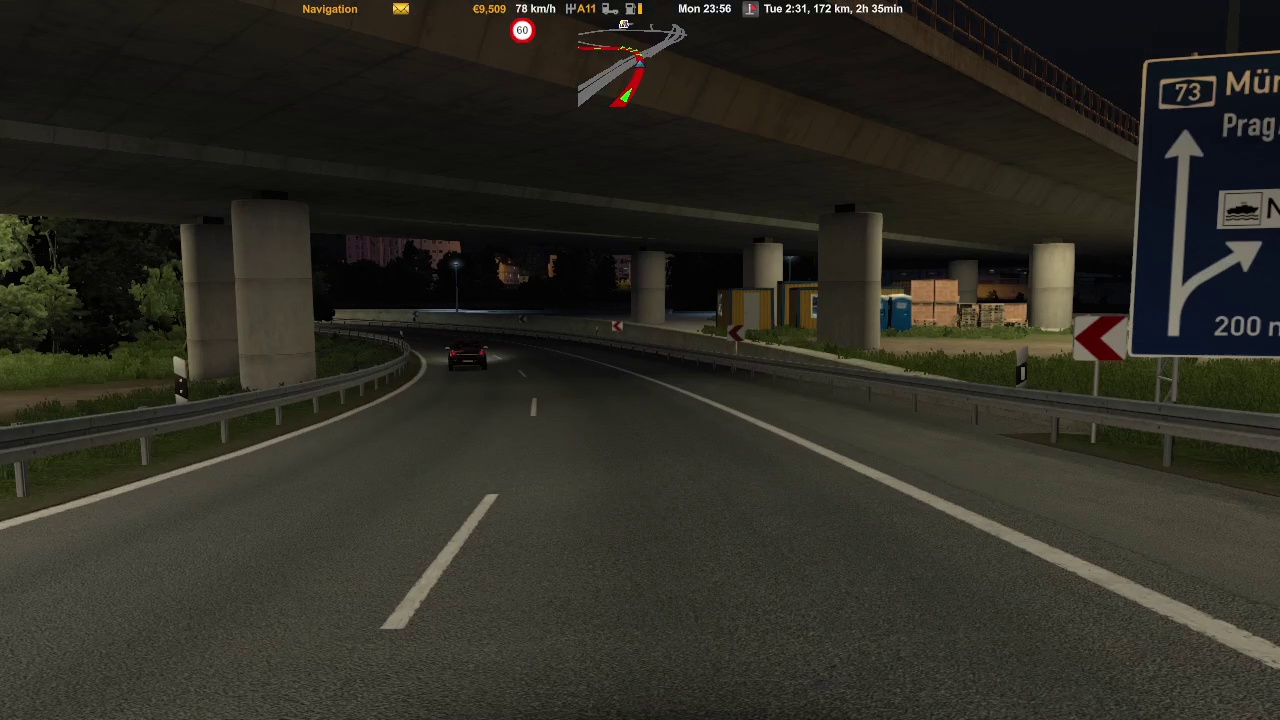 Navigation
€9,509
78 km/h
A11
Mon 23:56
Tue 2:31, 172 km, 2h 35min
60
73
200 m